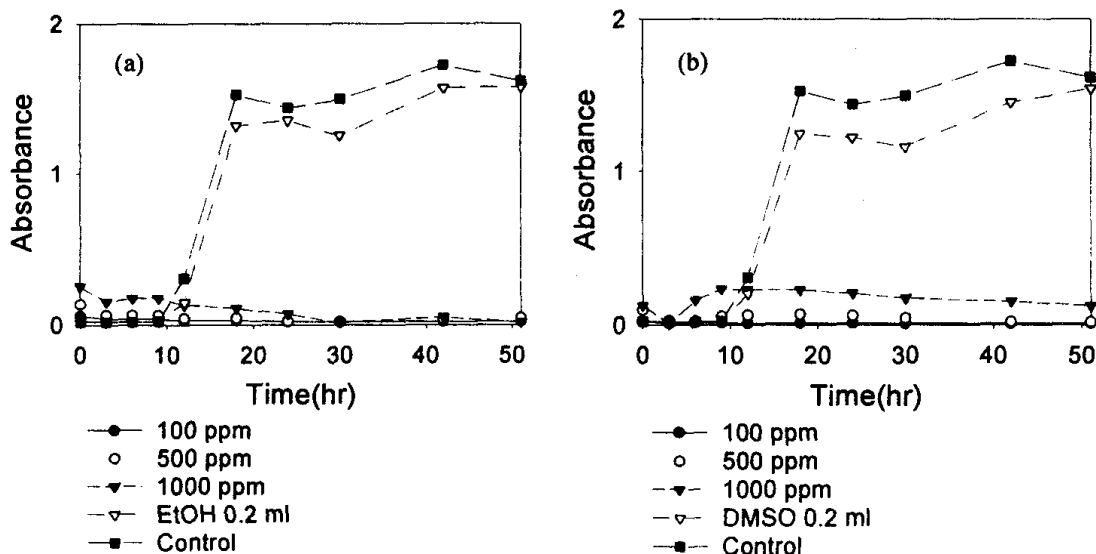 2
(a)
1
0
Absorbance
0 10 20 30 40 50
Time(hr)
100 ppm
500 ppm
1000 ppm
EtOH 0.2 ml
Control
2
(b)
1
0
Absorbance
0 10 20 30 40 50
Time(hr)
100 ppm
500 ppm
1000 ppm
DMSO 0.2 ml
Control